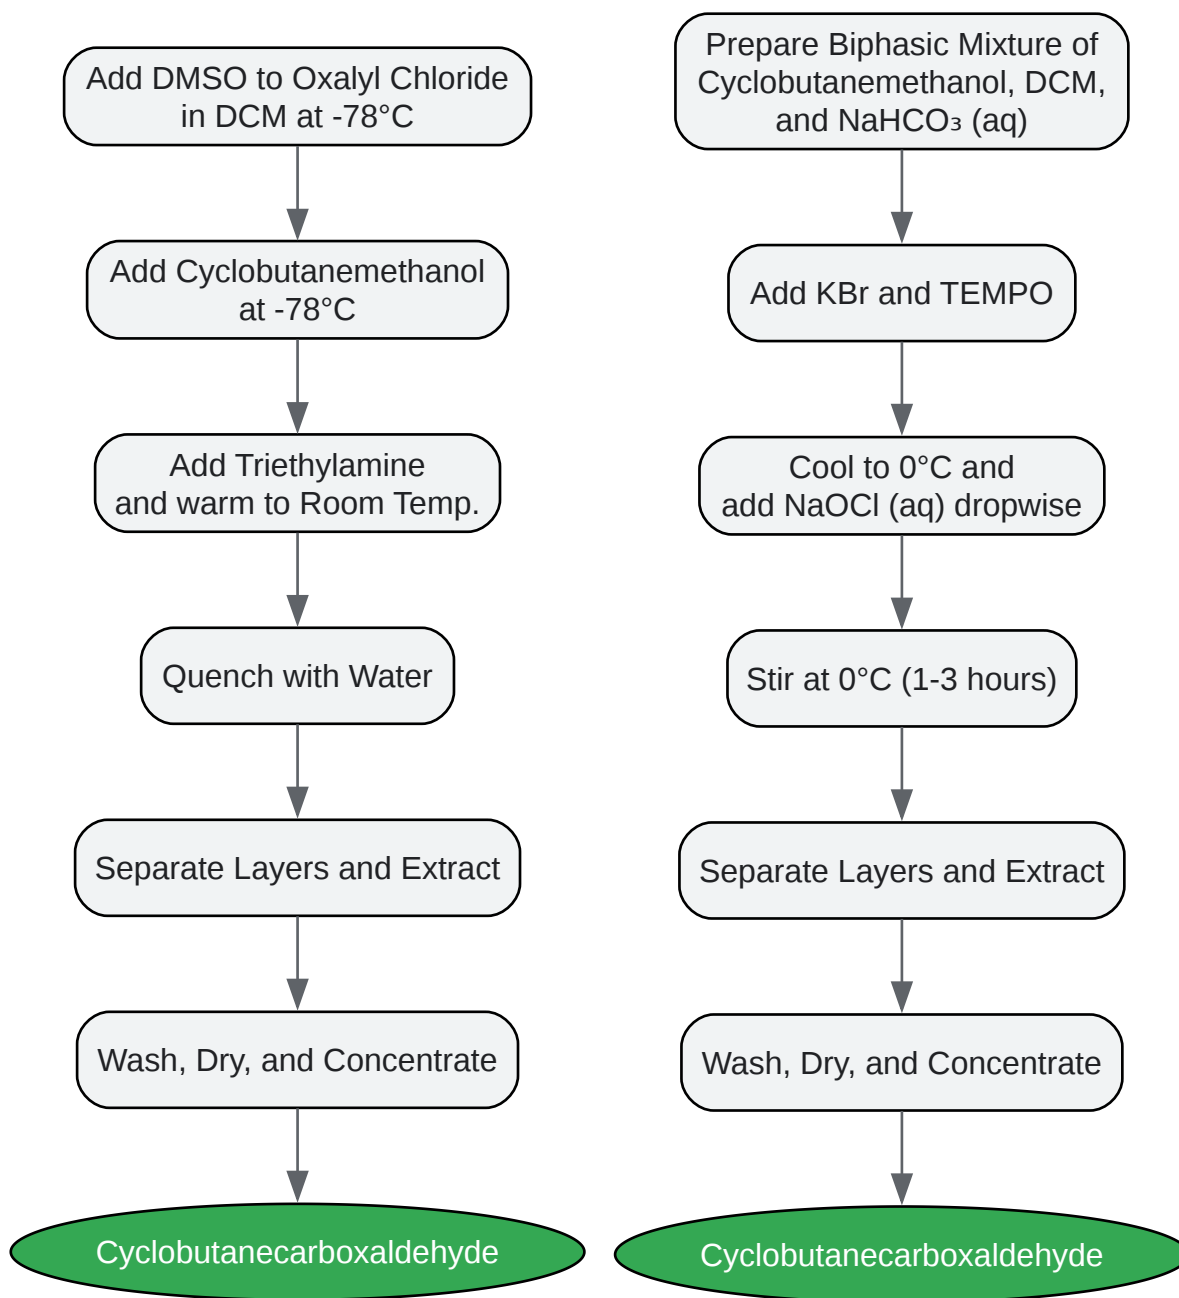 Add DMSO to Oxalyl Chloride
in DCM at -78°C
Add Cyclobutanemethanol
at -78°C
Add Triethylamine
and warm to Room Temp.
Quench with Water
Separate Layers and Extract
Wash, Dry, and Concentrate
Cyclobutanecarboxaldehyde
Prepare Biphasic Mixture of
Cyclobutanemethanol, DCM,
and NaHCO₃ (aq)
Add KBr and TEMPO
Cool to 0°C and
add NaOCl (aq) dropwise
Stir at 0°C (1-3 hours)
Separate Layers and Extract
Wash, Dry, and Concentrate
Cyclobutanecarboxaldehyde